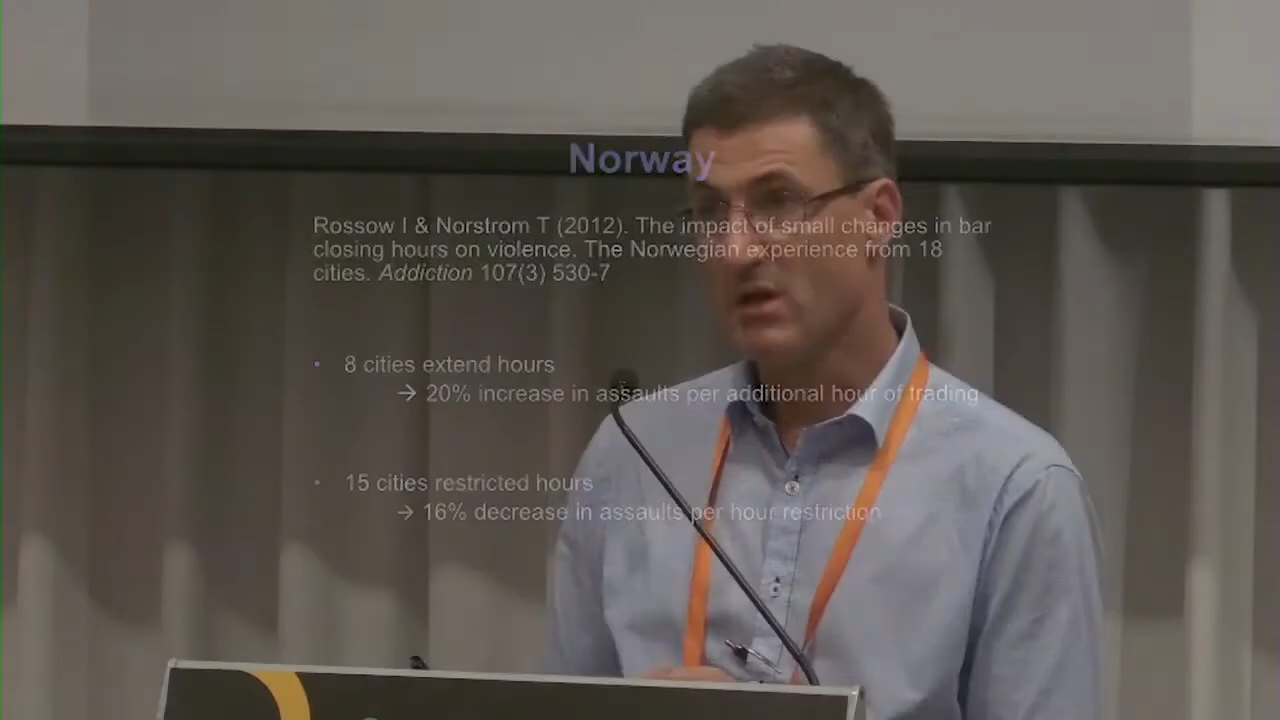 Norway
Rossow I & Norstrom T (2012). The impact of small changes in bar
closing hours on violence. The Norwegian experience from 18
cities. Addiction 107(3) 530-7
• 8 cities extend hours
→ 20% increase in assaults per additional hour of trading
• 15 cities restricted hours
→ 16% decrease in assaults per hour restriction